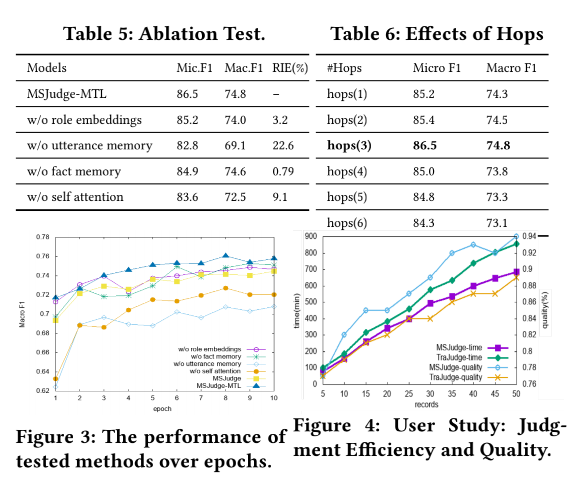 Table 5: Ablation Test.
Models Mic.F1 Mac.F1 RIE(%)
MSJudge-MTL 86.5 74.8 –
w/o role embeddings 85.2 74.0 3.2
w/o utterance memory 82.8 69.1 22.6
w/o fact memory 84.9 74.6 0.79
w/o self attention 83.6 72.5 9.1
Table 6: Effects of Hops
#Hops Micro F1 Macro F1
hops(1) 85.2 74.3
hops(2) 85.4 74.5
hops(3) 86.5 74.8
hops(4) 85.0 73.8
hops(5) 84.8 73.3
hops(6) 84.3 73.1
0.78
0.76
0.74
0.72
0.7
0.68
0.66
0.64
0.62
Macro F1
w/o role embeddings
w/o fact memory
w/o utterance memory
w/o self attention
MSJudge
MSJudge-MTL
1 2 3 4 5 6 7 8 9 10
epoch
Figure 3: The performance of
tested methods over epochs.
900
800
700
600
500
400
300
200
100
0
time(min)
MSJudge-time
TraJudge-time
MSJudge-quality
TraJudge-quality
0.94
0.92
0.9
0.88
0.86
0.84
0.82
0.8
0.78
0.76
quality(%)
5 10 15 20 25 30 35 40 45 50
records
Figure 4: User Study: Judg-
ment Efficiency and Quality.